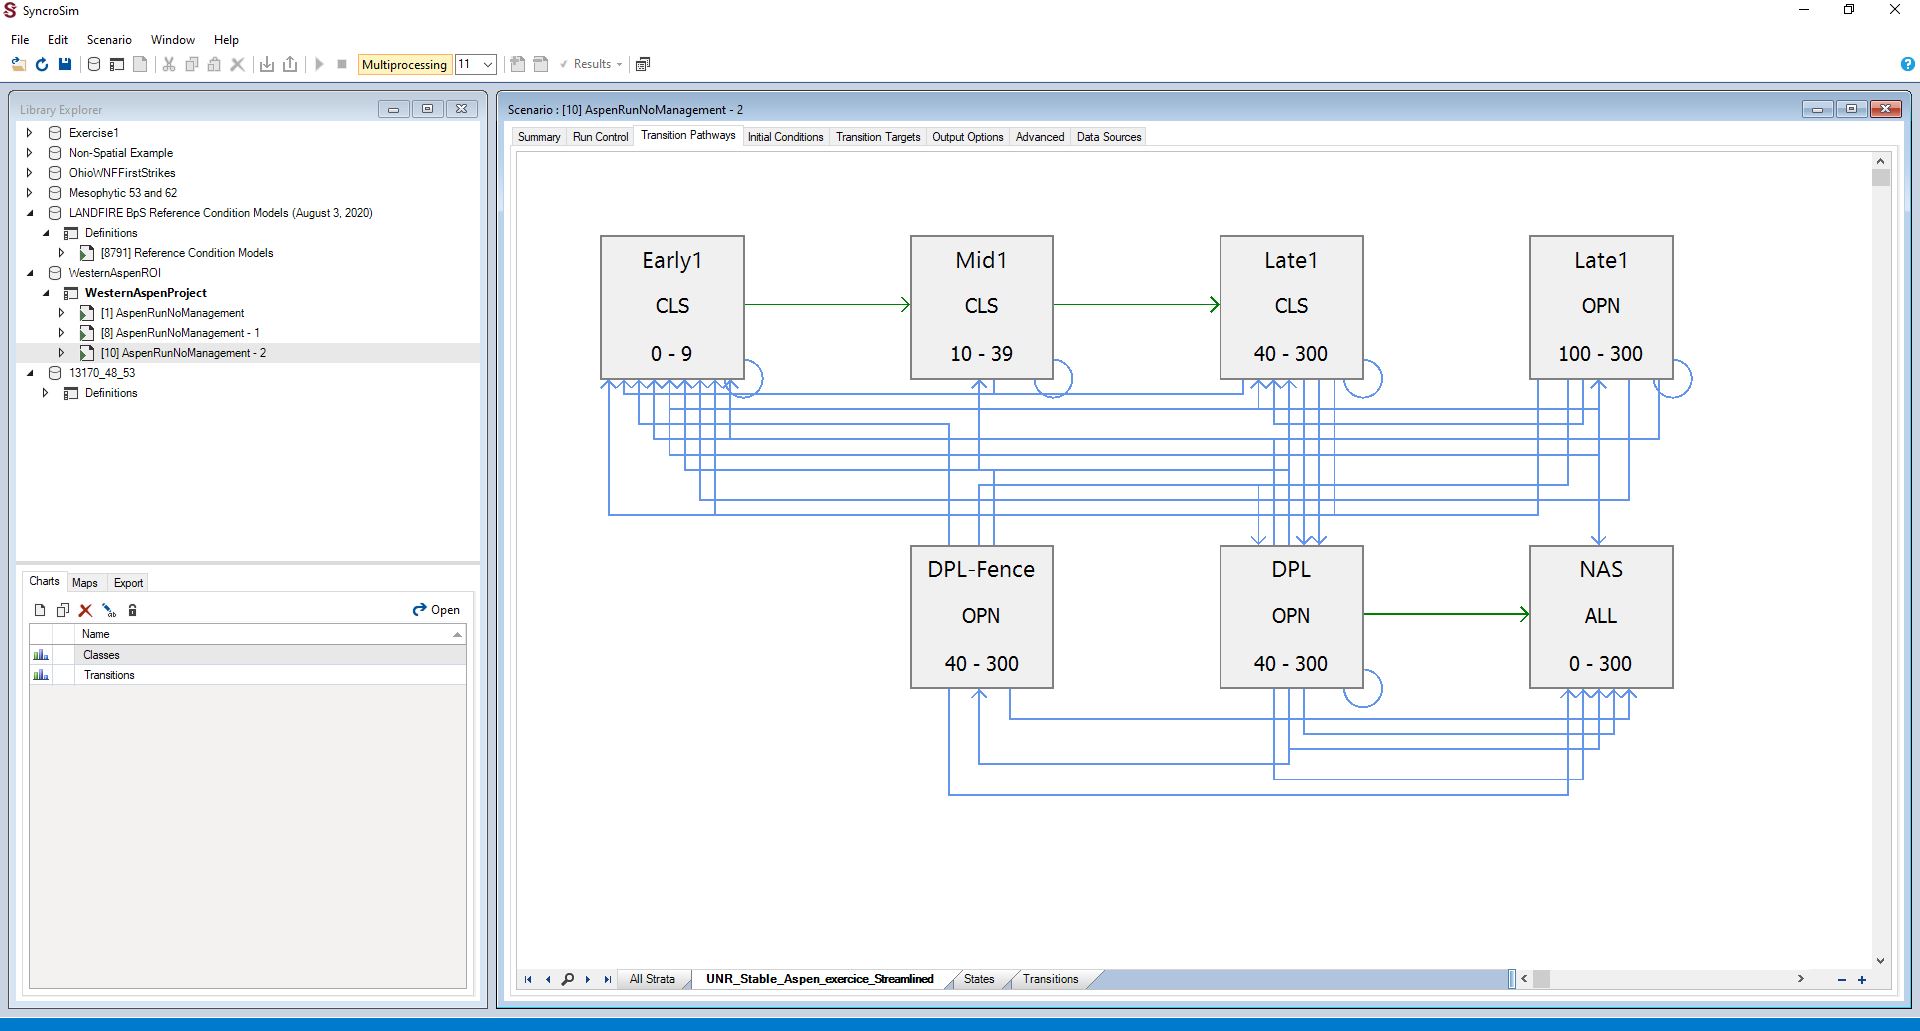 SyncroSim
File Edit Scenario Window Help
Multiprocessing 11 Results
Library Explorer
Exercise1
Non-Spatial Example
OhioWNFFirstStrikes
Mesophytic 53 and 62
LANDFIRE BpS Reference Condition Models (August 3, 2020)
Definitions
[8791] Reference Condition Models
WesternAspenROI
WesternAspenProject
[1] AspenRunNoManagement
[8] AspenRunNoManagement - 1
[10] AspenRunNoManagement - 2
13170_48_53
Definitions
Charts Maps Export
Open
Name
Classes
Transitions
Scenario : [10] AspenRunNoManagement - 2
Summary Run Control Transition Pathways Initial Conditions Transition Targets Output Options Advanced Data Sources
Early1
CLS
0 - 9
Mid1
CLS
10 - 39
Late1
CLS
40 - 300
Late1
OPN
100 - 300
DPL-Fence
OPN
40 - 300
DPL
OPN
40 - 300
NAS
ALL
0 - 300
All Strata UNR_Stable_Aspen_exercice_Streamlined States Transitions